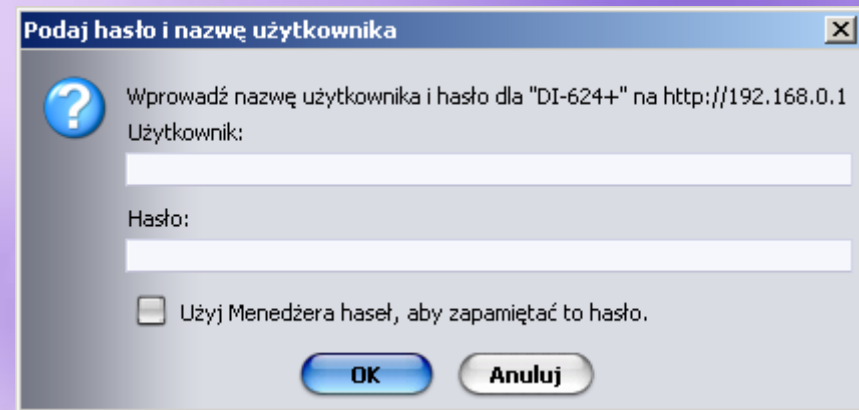 Podaj hasło i nazwę użytkownika
Wprowadź nazwę użytkownika i hasło dla "DI-624+" na http://192.168.0.1
Użytkownik:
Hasło:
Użyj Menedżera haseł, aby zapamiętać to hasło.
OK Anuluj